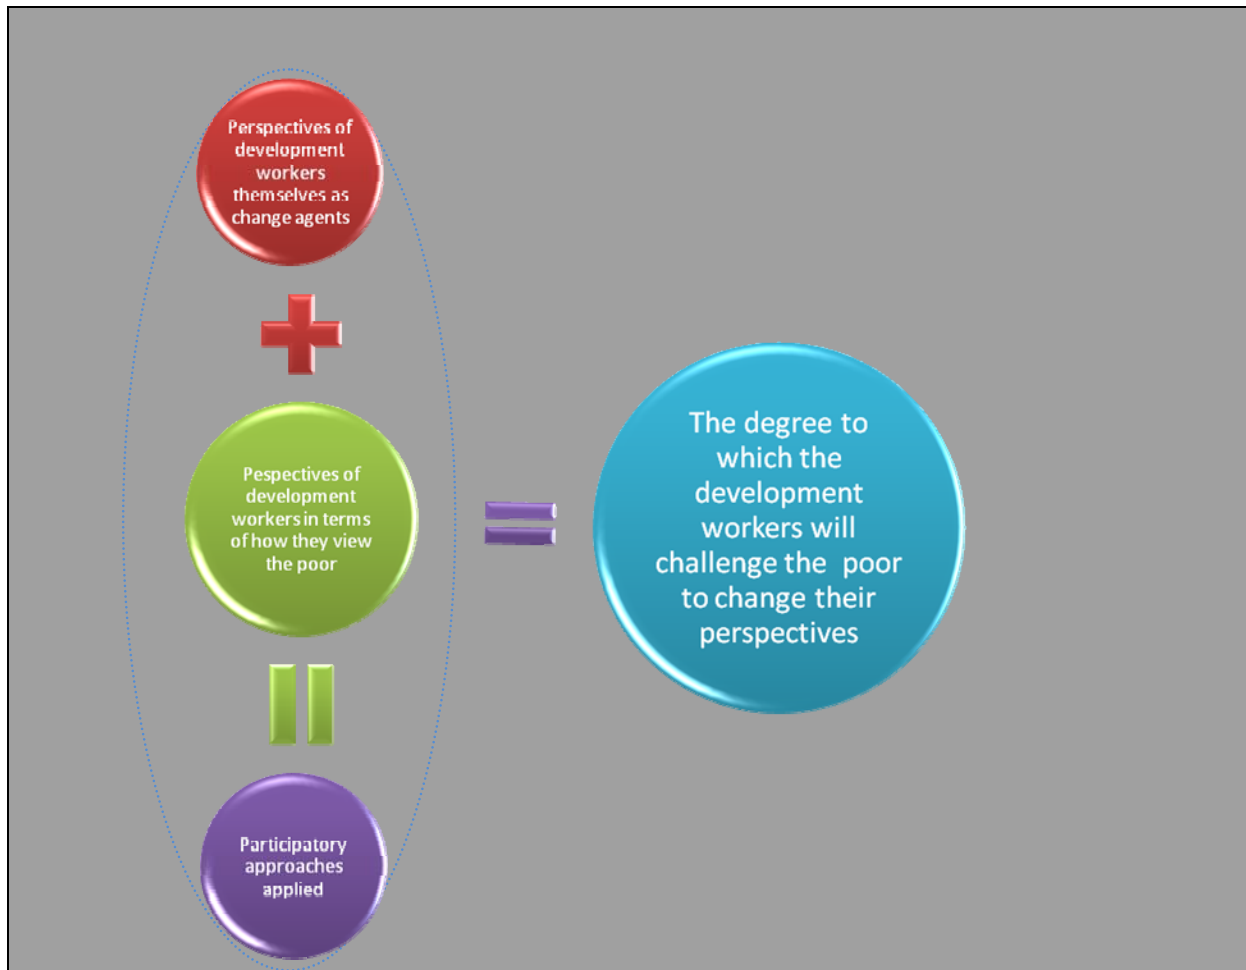 Perspectives of
development
workers
themselves as
change agents
Pespectives of
development
workers in terms
of how they view
the poor
Participatory
approaches
applied
The degree to
which the
development
workers will
challenge the poor
to change their
perspectives